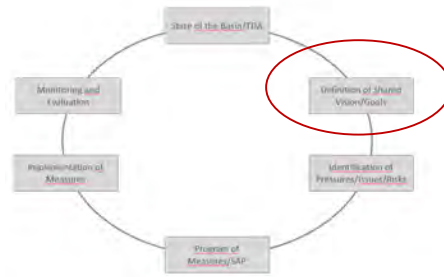 State of the Basin/TDA
Definition of Shared
Vision/Goals
Identification of
Pressures/Issues/Risks
Program of
Measures/SAP
Implementation of
Measures
Monitoring and
Evaluation